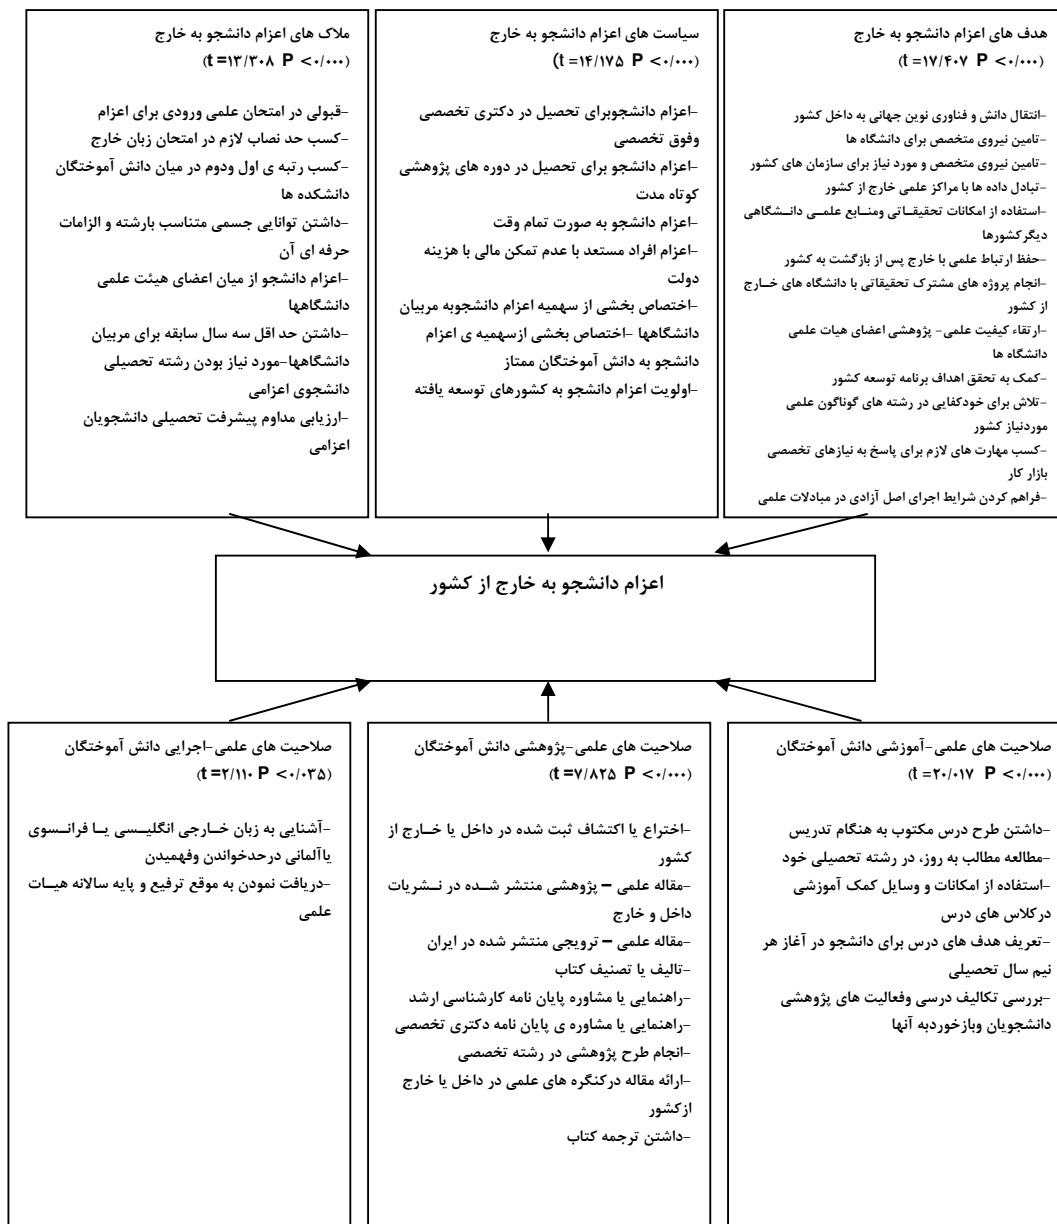 هدف های اعزام دانشجو به خارج
(t =۱۷/۴۰۷ P <۰/۰۰۰)
-انتقال دانش و فناوری نوین جهانی به داخل کشور
-تامین نیروی متخصص برای دانشگاه ها
-تامین نیروی متخصص و مورد نیاز برای سازمان های کشور
-تبادل داده ها با مراکز علمی خارج از کشور
-استفاده از امکانات تحقیقـاتی ومنـابع علمـی دانـشگاهی
دیگرکشورها
-حفظ ارتباط علمی با خارج پس از بازگشت به کشور
-انجام پروژه های مشترک تحقیقاتی با دانشگاه های خـارج
از کشور
-ارتقاء کیفیت علمی- پژوهشی اعضای هیات علمی
دانشگاه ها
-کمک به تحقق اهداف برنامه توسعه کشور
-تلاش برای خودکفایی در رشته های گوناگون علمی
موردنیاز کشور
-کسب مهارت های لازم برای پاسخ به نیازهای تخصصی
بازار کار
-فراهم کردن شرایط اجرای اصل آزادی در مبادلات علمی
سیاست های اعزام دانشجو به خارج
(t =۱۴/۱۷۵ P <۰/۰۰۰)
-اعزام دانشجوبرای تحصیل در دکتری تخصصی
وفوق تخصصی
-اعزام دانشجو برای تحصیل در دوره های پژوهشی
کوتاه مدت
-اعزام دانشجو به صورت تمام وقت
-اعزام افراد مستعد با عدم تمکن مالی با هزینه
دولت
-اختصاص بخشی از سهمیه اعزام دانشجوبه مربیان
دانشگاهها -اختصاص بخشی ازسهمیه ی اعزام
دانشجو به دانش آموختگان ممتاز
-اولویت اعزام دانشجو به کشورهای توسعه یافته
ملاک های اعزام دانشجو به خارج
(t =۱۳/۳۰۸ P <۰/۰۰۰)
-قبولی در امتحان علمی ورودی برای اعزام
-کسب حد نصاب لازم در امتحان زبان خارج
-کسب رتبه ی اول ودوم در میان دانش آموختگان
دانشکده ها
-داشتن توانایی جسمی متناسب بارشته و الزامات
حرفه ای آن
-اعزام دانشجو از میان اعضای هیئت علمی
دانشگاهها
-داشتن حد اقل سه سال سابقه برای مربیان
دانشگاهها-مورد نیاز بودن رشته تحصیلی
دانشجوی اعزامی
-ارزیابی مداوم پیشرفت تحصیلی دانشجویان
اعزامی
اعزام دانشجو به خارج از کشور
صلاحیت های علمی-آموزشی دانش آموختگان
(t =۲۰/۰۱۷ P <۰/۰۰۰)
-داشتن طرح درس مکتوب به هنگام تدریس
-مطالعه مطالب به روز، در رشته تحصیلی خود
-استفاده از امکانات و وسایل کمک آموزشی
درکلاس های درس
-تعریف هدف های درس برای دانشجو در آغاز هر
نیم سال تحصیلی
-بررسی تکالیف درسی وفعالیت های پژوهشی
دانشجویان وبازخوردبه آنها
صلاحیت های علمی-پژوهشی دانش آموختگان
(t =۷/۸۲۵ P <۰/۰۰۰)
-اختراع یا اکتشاف ثبت شده در داخل یا خـارج از
کشور
-مقاله علمی – پژوهشی منتشر شـده در نـشریات
داخل و خارج
-مقاله علمی – ترویجی منتشر شده در ایران
-تالیف یا تصنیف کتاب
-راهنمایی یا مشاوره پایان نامه کارشناسی ارشد
-راهنمایی یا مشاوره ی پایان نامه دکتری تخصصی
-انجام طرح پژوهشی در رشته تخصصی
-ارائه مقاله درکنگره های علمی در داخل یا خارج
ازکشور
-داشتن ترجمه کتاب
صلاحیت های علمی-اجرایی دانش آموختگان
(t =۲/۱۱۰ P <۰/۰۳۵)
-آشنایی به زبان خـارجی انگلیـسی یـا فرانـسوی
یاآلمانی درحدخواندن وفهمیدن
-دریافت نمودن به موقع ترفیع و پایه سالانه هیـات
علمی